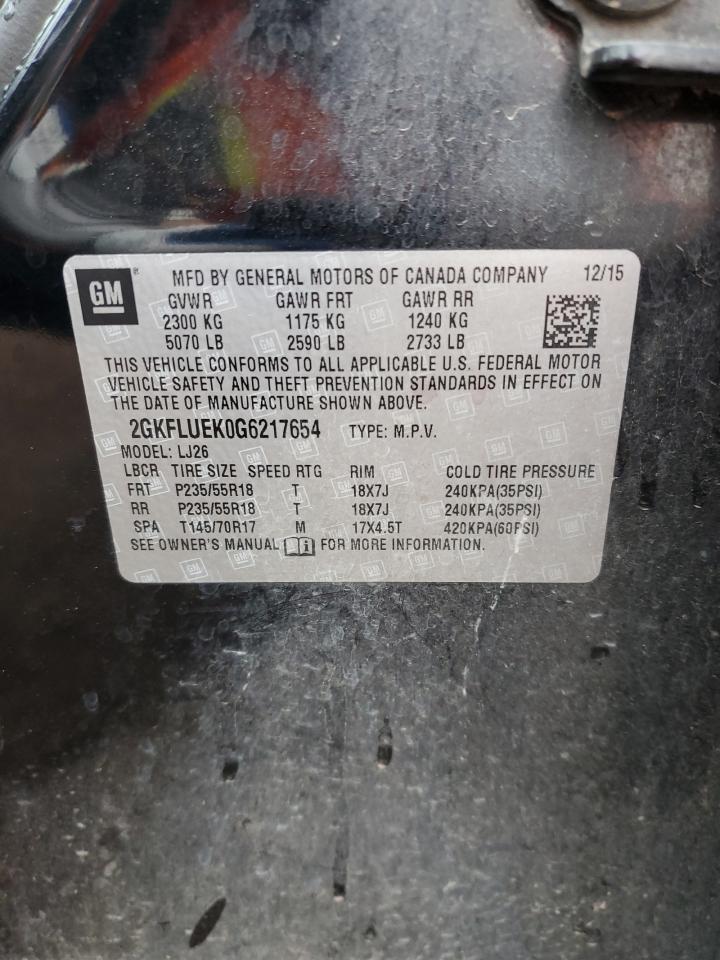 GM ® MFD BY GENERAL MOTORS OF CANADA COMPANY 12/15
GVWR GAWR FRT GAWR RR
2300 KG 1175 KG 1240 KG
5070 LB 2590 LB 2733 LB
THIS VEHICLE CONFORMS TO ALL APPLICABLE U.S. FEDERAL MOTOR
VEHICLE SAFETY AND THEFT PREVENTION STANDARDS IN EFFECT ON
THE DATE OF MANUFACTURE SHOWN ABOVE.
2GKFLUEK0G6217654 TYPE: M.P.V.
MODEL: LJ26
LBCR TIRE SIZE SPEED RTG RIM COLD TIRE PRESSURE
FRT P235/55R18 T 18X7J 240KPA(35PSI)
RR P235/55R18 T 18X7J 240KPA(35PSI)
SPA T145/70R17 M 17X4.5T 420KPA(60PSI)
SEE OWNER'S MANUAL FOR MORE INFORMATION.